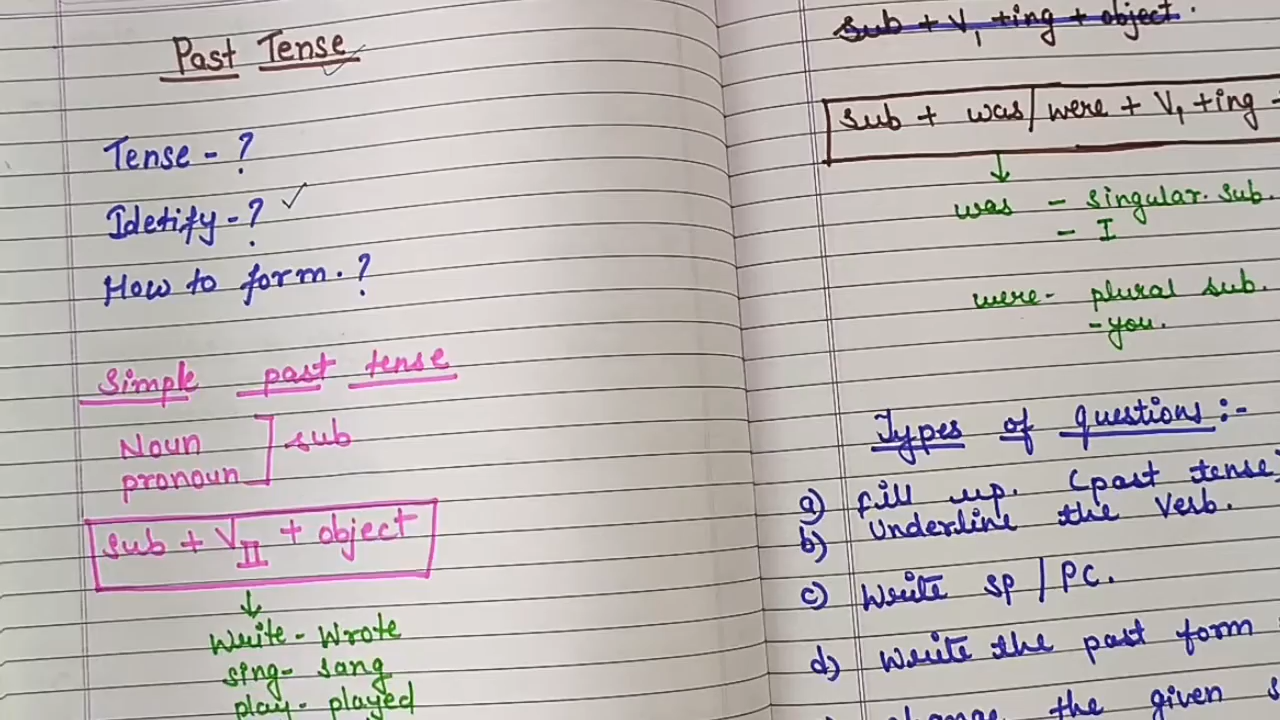 Past Tense
Tense - ?
Idetify - ?
How to form. ?
Simple past tense
Noun
pronoun
sub
sub + VII + object
Write - Wrote
sing - sang
play - played
sub + V1 +ing + object.
sub + was/were + V1 +ing +
was - singular sub.
- I
were - plural sub.
- you.
Types of questions :-
a) fill up. (past tense)
b) Underline the Verb.
c) Write SP / PC.
d) Write the past form
change the given s